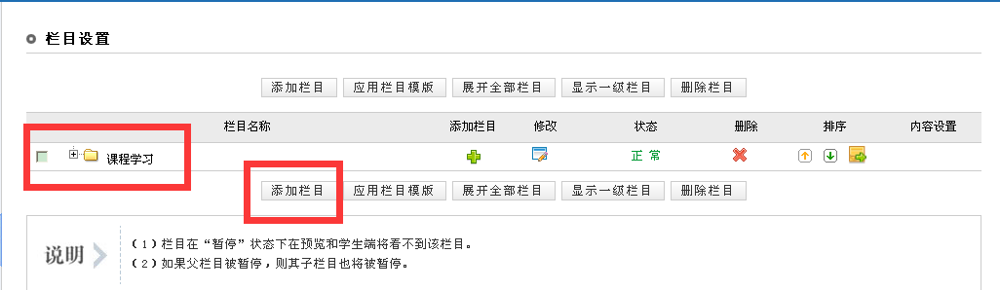 栏目设置
添加栏目 应用栏目模版 展开全部栏目 显示一级栏目 删除栏目
栏目名称 添加栏目 修改 状态 删除 排序 内容设置
课程学习 正常
添加栏目 应用栏目模版 展开全部栏目 显示一级栏目 删除栏目
说明
（1）栏目在“暂停”状态下在预览和学生端将看不到该栏目。
（2）如果父栏目被暂停，则其子栏目也将被暂停。